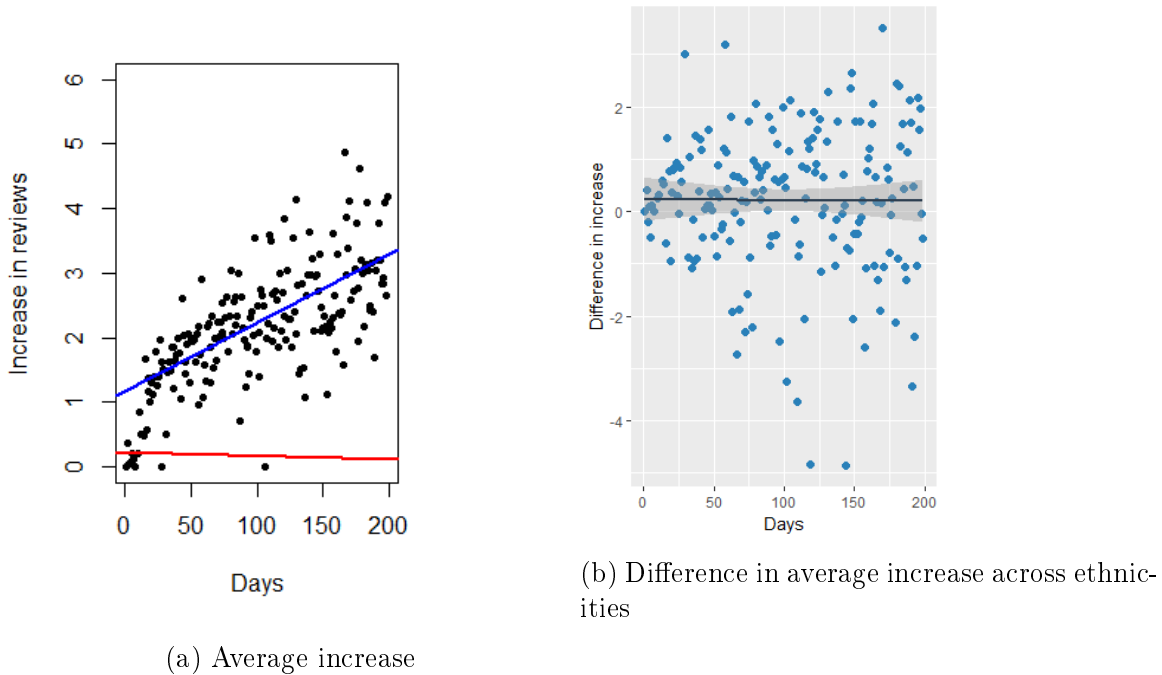 6
5
4
3
2
1
0
Increase in reviews
0 50 100 150 200
Days
(a) Average increase
2
0
-2
-4
Difference in increase
0 50 100 150 200
Days
(b) Difference in average increase across ethnic-
ities